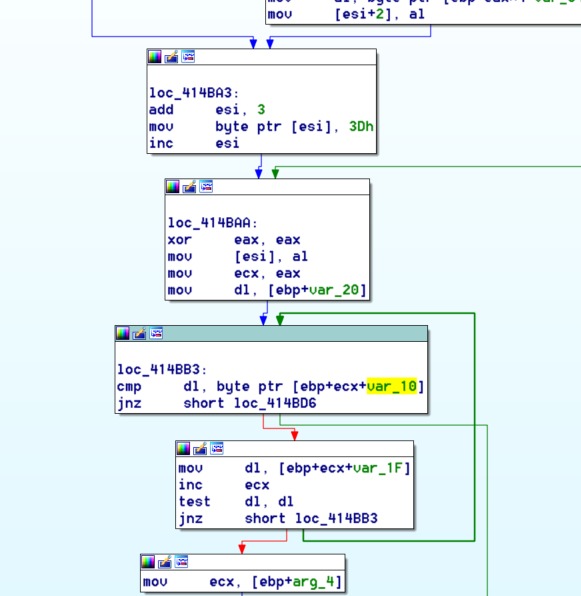 mov [esi+2], al
loc_414BA3:
add esi, 3
mov byte ptr [esi], 3Dh
inc esi
loc_414BAA:
xor eax, eax
mov [esi], al
mov ecx, eax
mov dl, [ebp+var_20]
loc_414BB3:
cmp dl, byte ptr [ebp+ecx+var_10]
jnz short loc_414BD6
mov dl, [ebp+ecx+var_1F]
inc ecx
test dl, dl
jnz short loc_414BB3
mov ecx, [ebp+arg_4]